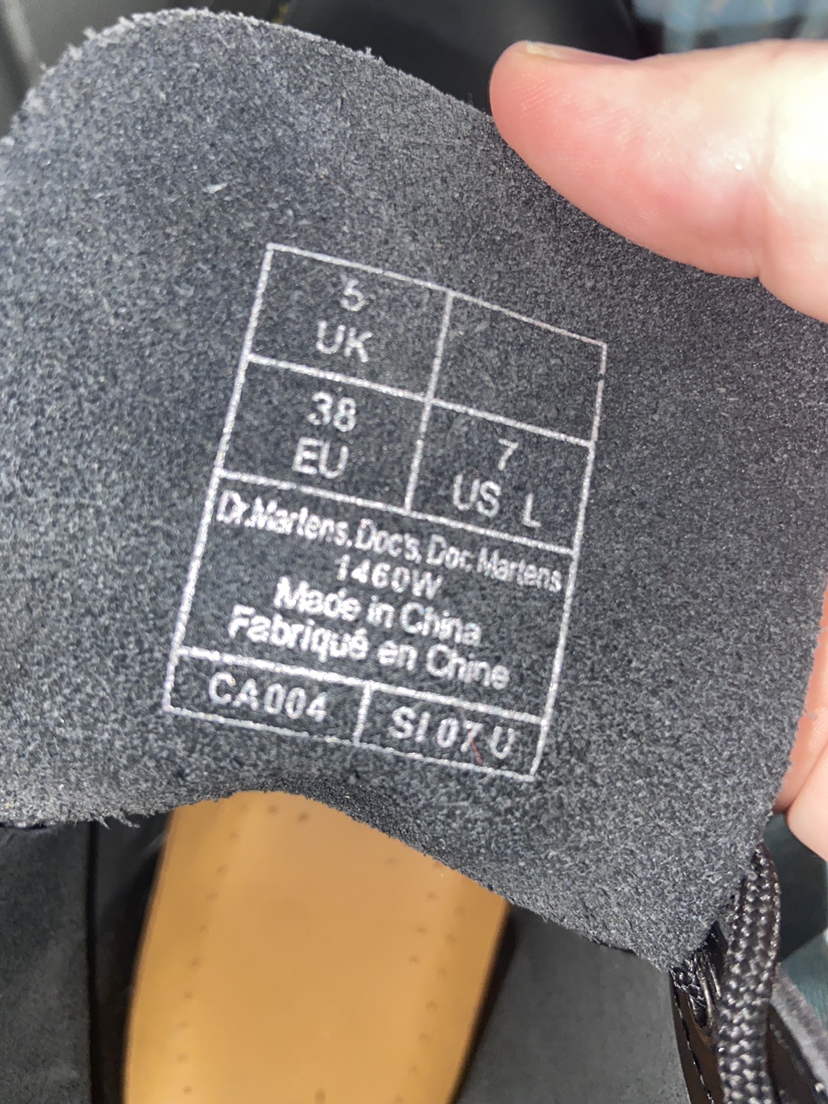 5
UK
38
EU
7
US L
Dr.Martens, Doc's, Doc Martens
1460W
Made in China
Fabriqué en Chine
CA004
SI 07 U